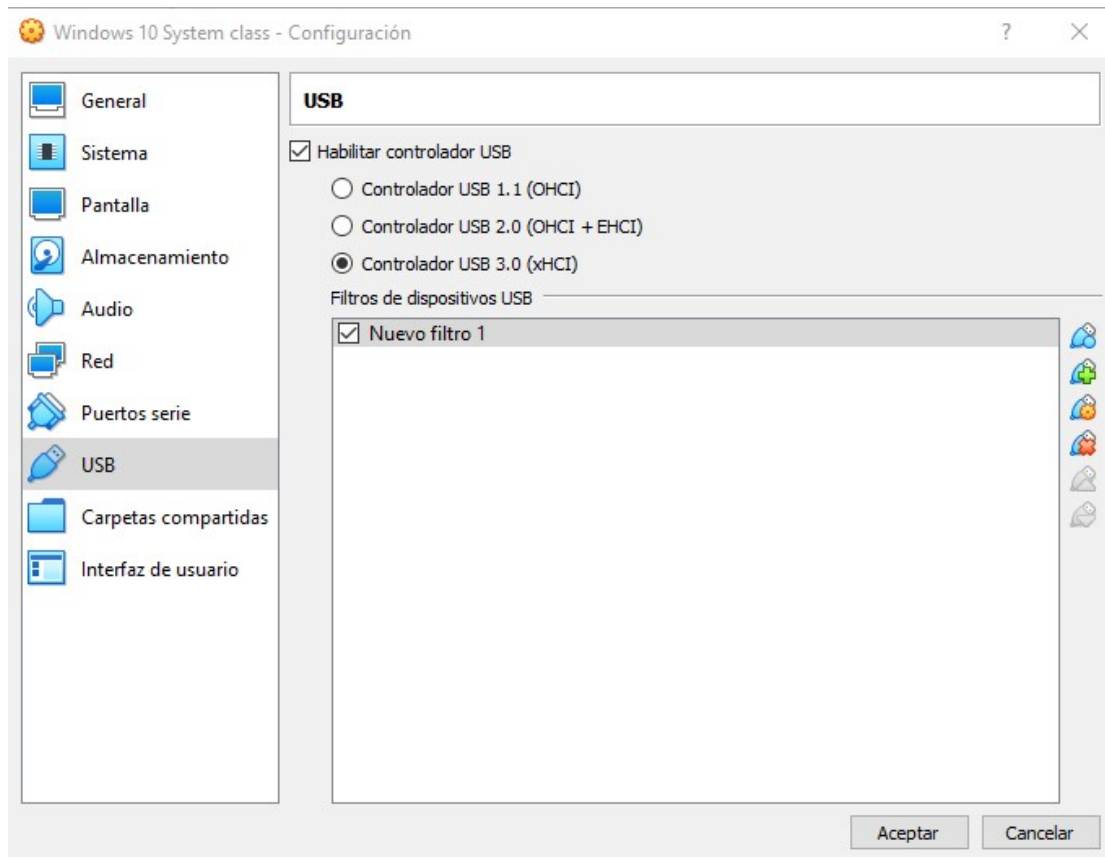 Windows 10 System class - Configuración
?
General
Sistema
Pantalla
Almacenamiento
Audio
Red
Puertos serie
USB
Carpetas compartidas
Interfaz de usuario
USB
Habilitar controlador USB
Controlador USB 1.1 (OHCI)
Controlador USB 2.0 (OHCI + EHCI)
Controlador USB 3.0 (xHCI)
Filtros de dispositivos USB
Nuevo filtro 1
Aceptar
Cancelar